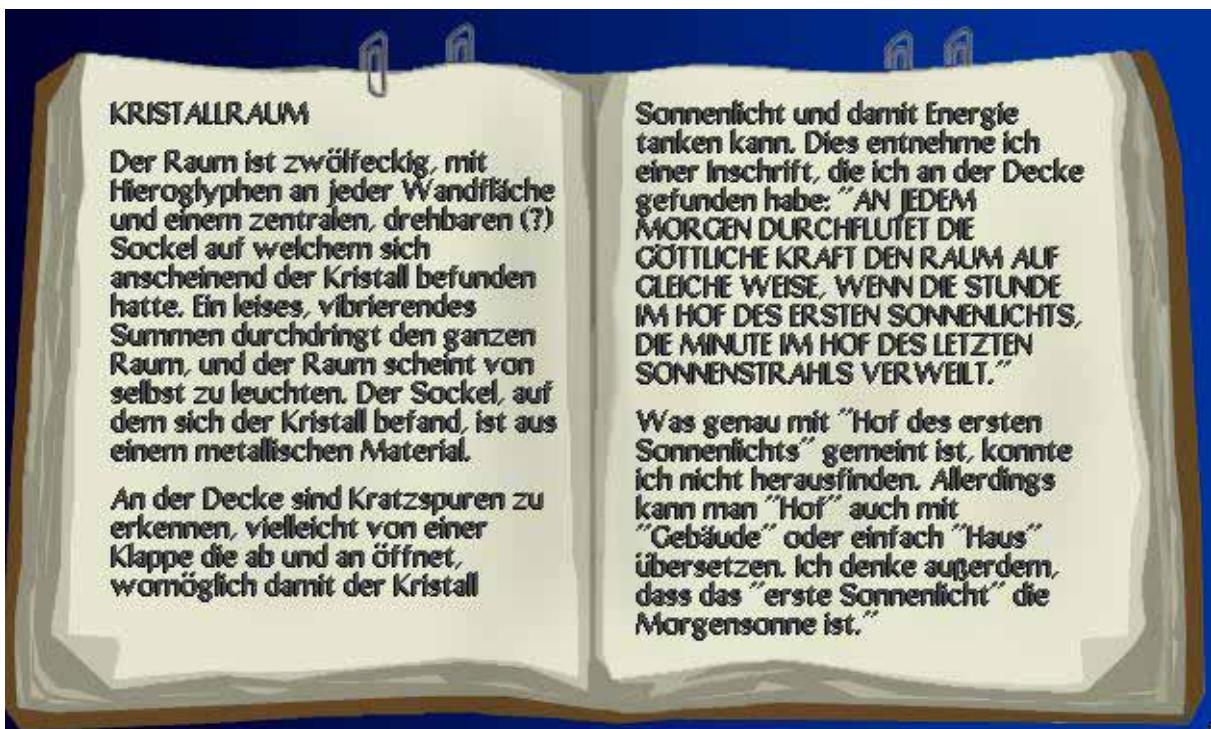 KRISTALLRAUM
Der Raum ist zwölfeckig, mit
Hieroglyphen an jeder Wandfläche
und einem zentralen, drehbaren (?)
Sockel auf welchem sich
anscheinend der Kristall befunden
hatte. Ein leises, vibrierendes
Summen durchdringt den ganzen
Raum, und der Raum scheint von
selbst zu leuchten. Der Sockel, auf
dem sich der Kristall befand, ist aus
einem metallischen Material.
An der Decke sind Kratzspuren zu
erkennen, vielleicht von einer
Klappe die ab und an öffnet,
womöglich damit der Kristall
Sonnenlicht und damit Energie
tanken kann. Dies entnehme ich
einer Inschrift, die ich an der Decke
gefunden habe: "AN JEDEM
MORGEN DURCHFLUTET DIE
GÖTTLICHE KRAFT DEN RAUM AUF
GLEICHE WEISE, WENN DIE STUNDE
IM HOF DES ERSTEN SONNENLICHTS,
DIE MINUTE IM HOF DES LETZTEN
SONNENSTRAHLS VERWEILT."
Was genau mit "Hof des ersten
Sonnenlichts" gemeint ist, konnte
ich nicht herausfinden. Allerdings
kann man "Hof" auch mit
"Gebäude" oder einfach "Haus"
übersetzen. Ich denke außerdem,
dass das "erste Sonnenlicht" die
Morgensonne ist."